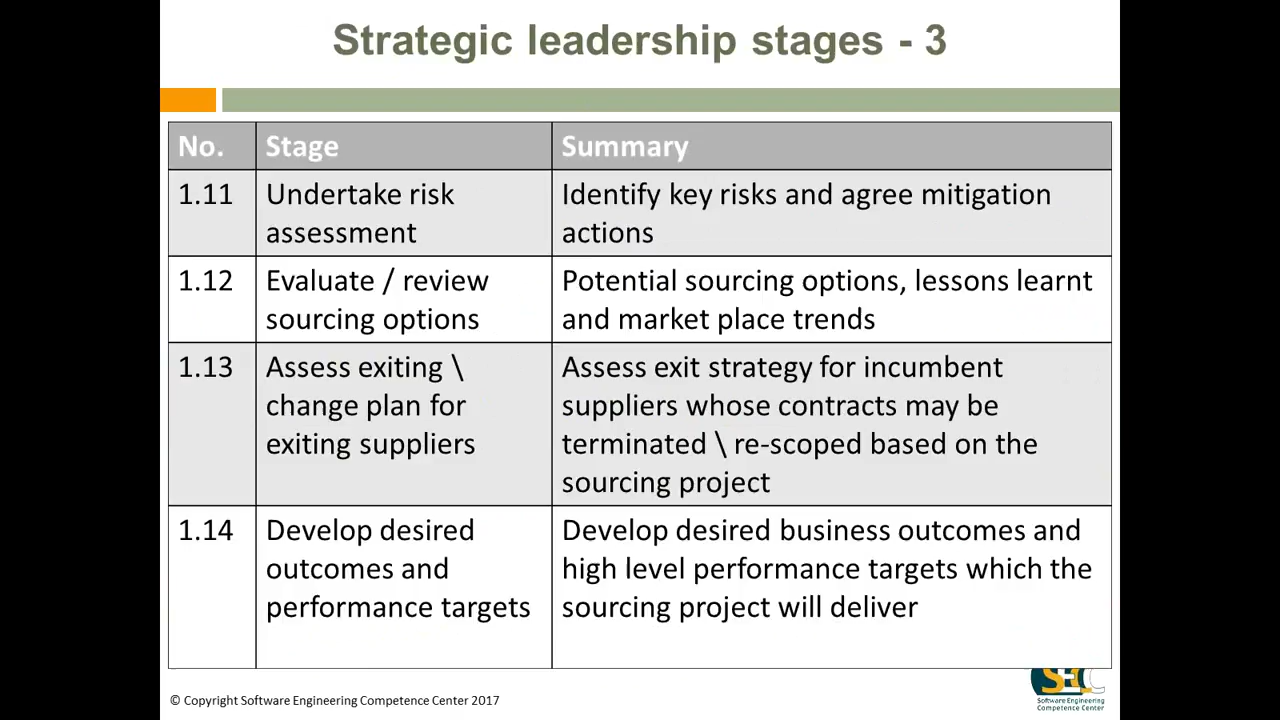 Strategic leadership stages - 3
No. Stage Summary
1.11 Undertake risk Identify key risks and agree mitigation
assessment actions
1.12 Evaluate / review Potential sourcing options, lessons learnt
sourcing options and market place trends
1.13 Assess exiting \ Assess exit strategy for incumbent
change plan for suppliers whose contracts may be
exiting suppliers terminated \ re-scoped based on the
sourcing project
1.14 Develop desired Develop desired business outcomes and
outcomes and high level performance targets which the
performance targets sourcing project will deliver
SECC
Software Engineering
Competence Center
© Copyright Software Engineering Competence Center 2017